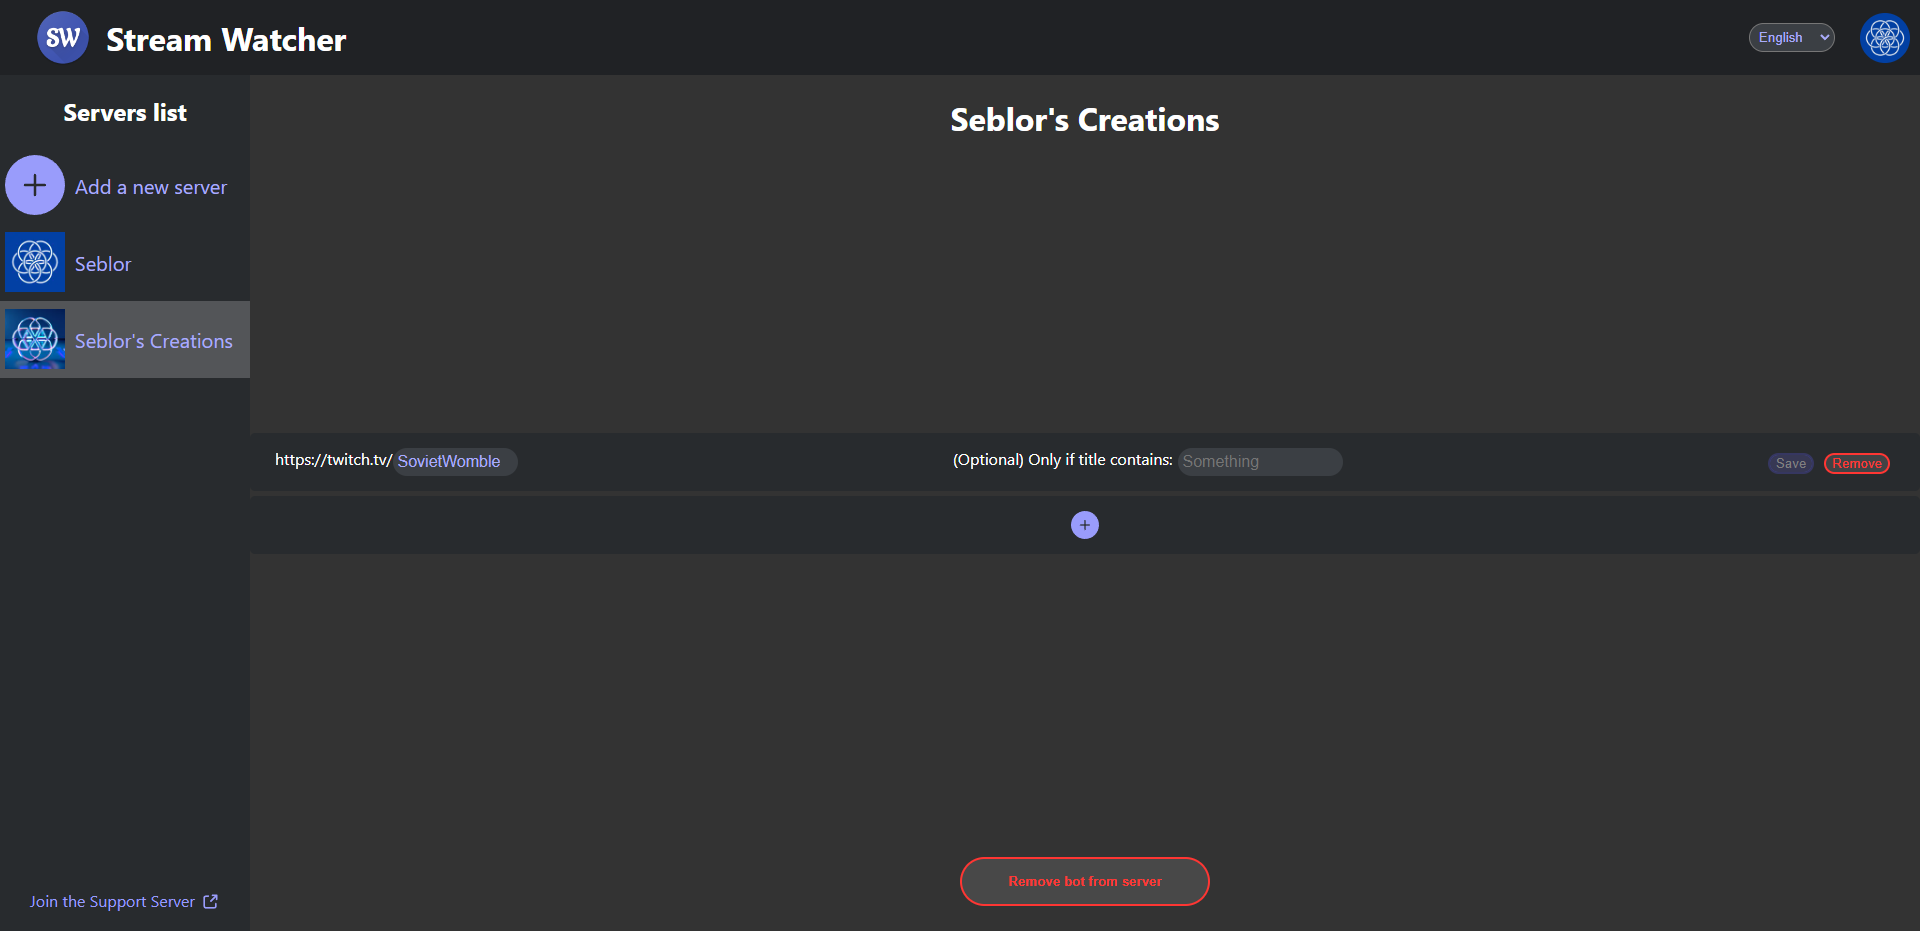 SW Stream Watcher
English
Servers list
Add a new server
Seblor
Seblor's Creations
Join the Support Server
Seblor's Creations
https://twitch.tv/ SovietWomble
(Optional) Only if title contains: Something
Save Remove
Remove bot from server